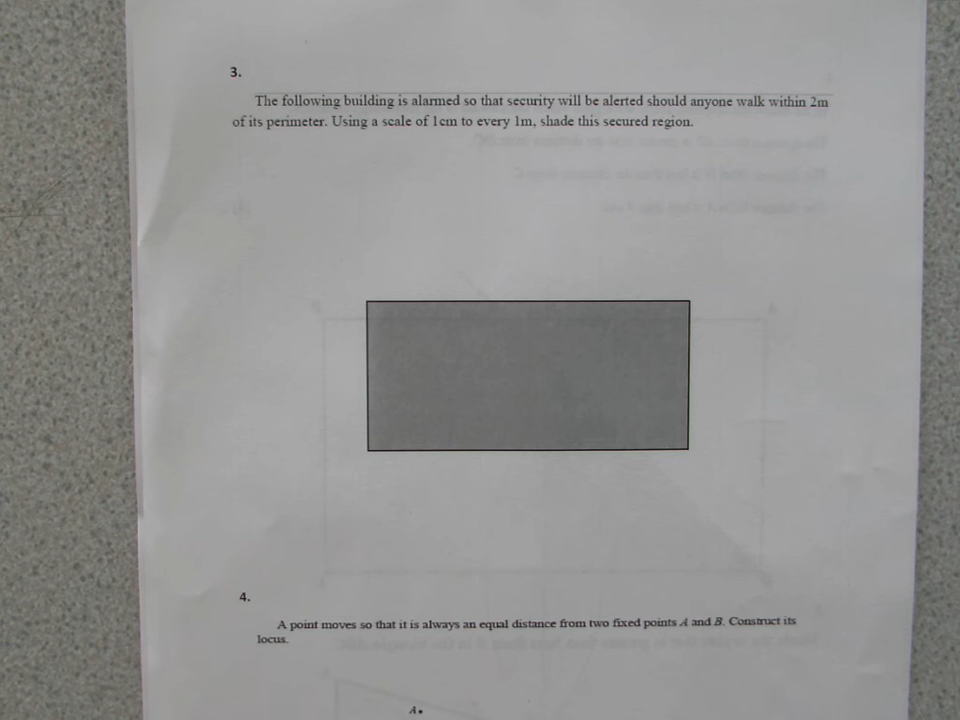 3.
The following building is alarmed so that security will be alerted should anyone walk within 2m
of its perimeter. Using a scale of 1cm to every 1m, shade this secured region.
4.
A point moves so that it is always an equal distance from two fixed points A and B. Construct its
locus.
A